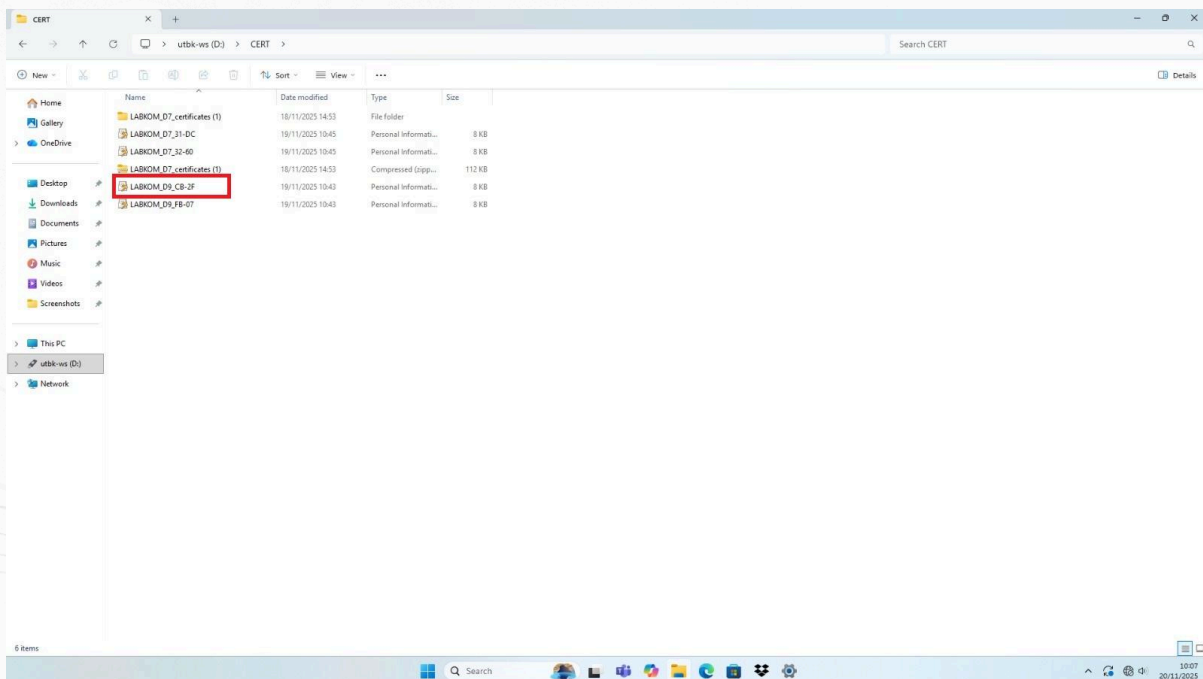 CERT
utbk-ws (D:) > CERT >
Search CERT
New
Sort
View
Details
Name Date modified Type Size
Home
Gallery
OneDrive
Desktop
Downloads
Documents
Pictures
Music
Videos
Screenshots
This PC
utbk-ws (D:)
Network
LABKOM_D7_certificates (1) 18/11/2025 14:53 File folder
LABKOM_D7_31-DC 19/11/2025 10:45 Personal Informati... 8 KB
LABKOM_D7_32-60 19/11/2025 10:45 Personal Informati... 8 KB
LABKOM_D7_certificates (1) 18/11/2025 14:53 Compressed (zipp... 112 KB
LABKOM_D9_CB-2F 19/11/2025 10:43 Personal Informati... 8 KB
LABKOM_D9_FB-07 19/11/2025 10:43 Personal Informati... 8 KB
6 items
Search
10:07
20/11/2025